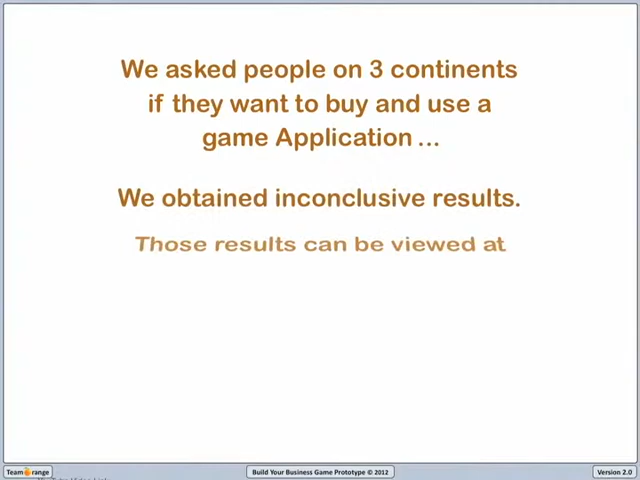 We asked people on 3 continents
if they want to buy and use a
game Application ...
We obtained inconclusive results.
Those results can be viewed at
Team Orange
Build Your Business Game Prototype © 2012
Version 2.0